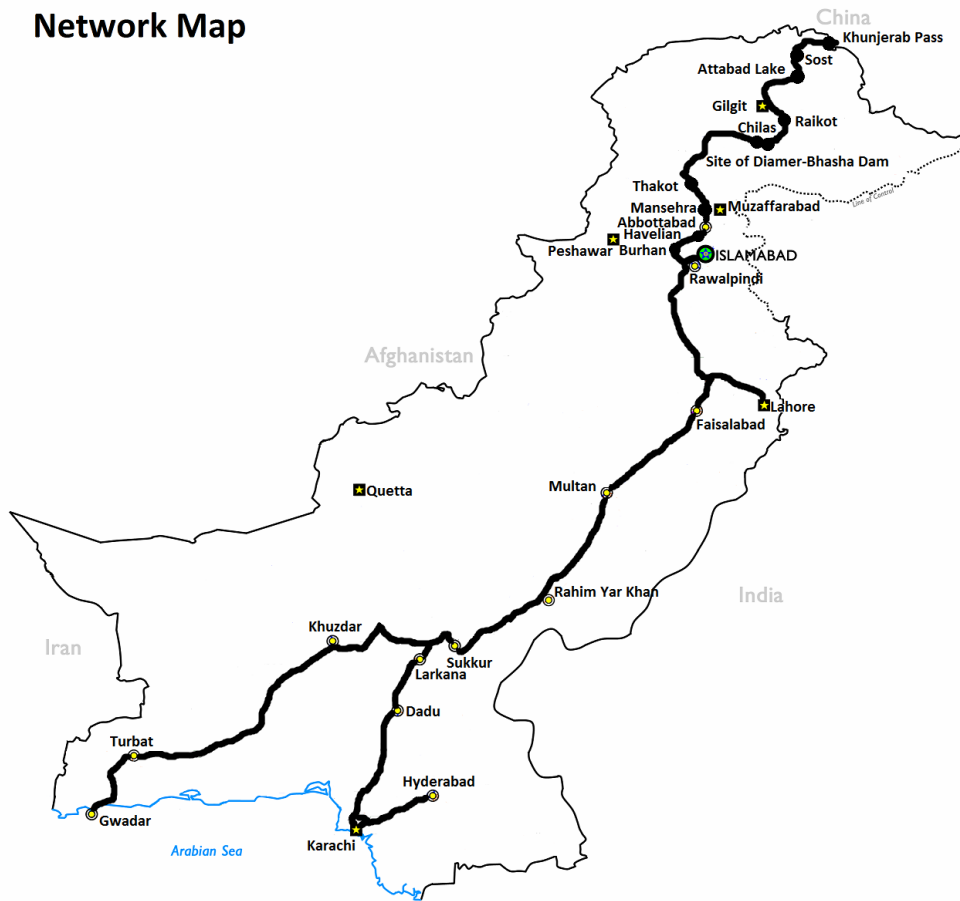 Network Map
China
Khunjerab Pass
Sost
Attabad Lake
Gilgit
Raikot
Chilas
Site of Diamer-Bhasha Dam
Thakot
Line of Control
Mansehra
Muzaffarabad
Abbottabad
Havelian
Peshawar
Burhan
ISLAMABAD
Rawalpindi
Afghanistan
Lahore
Faisalabad
Multan
Quetta
Rahim Yar Khan
India
Khuzdar
Iran
Sukkur
Larkana
Dadu
Turbat
Hyderabad
Gwadar
Karachi
Arabian Sea